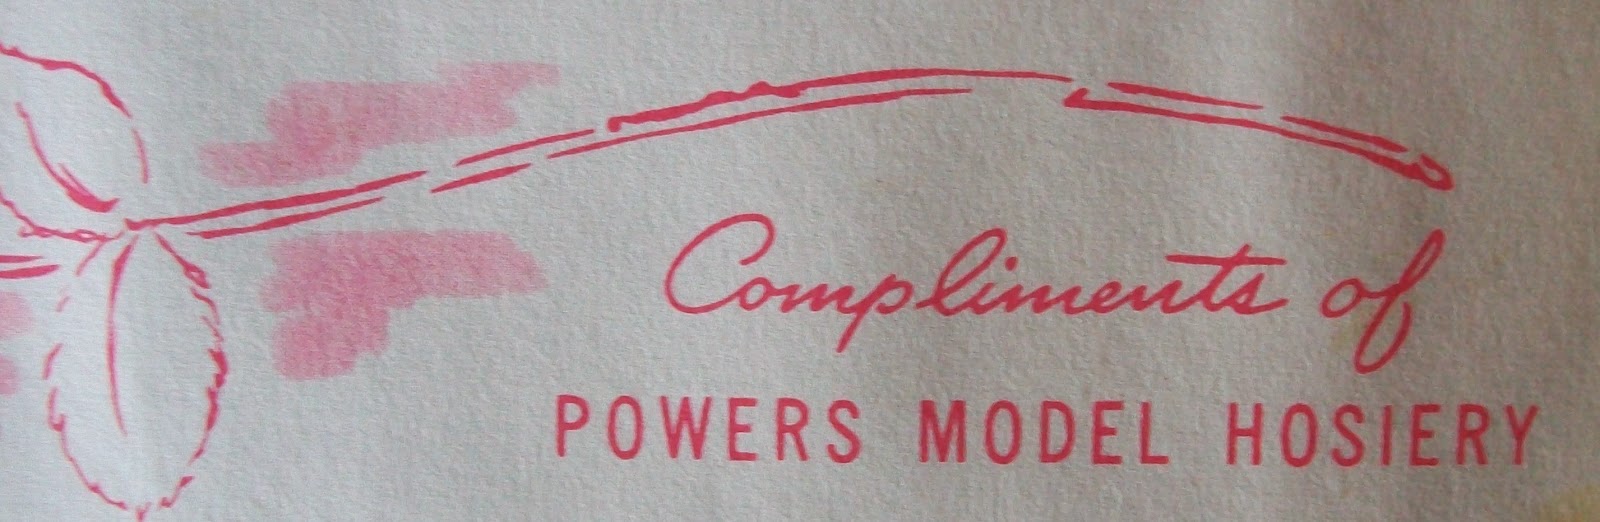 Compliments of
POWERS MODEL HOSIERY